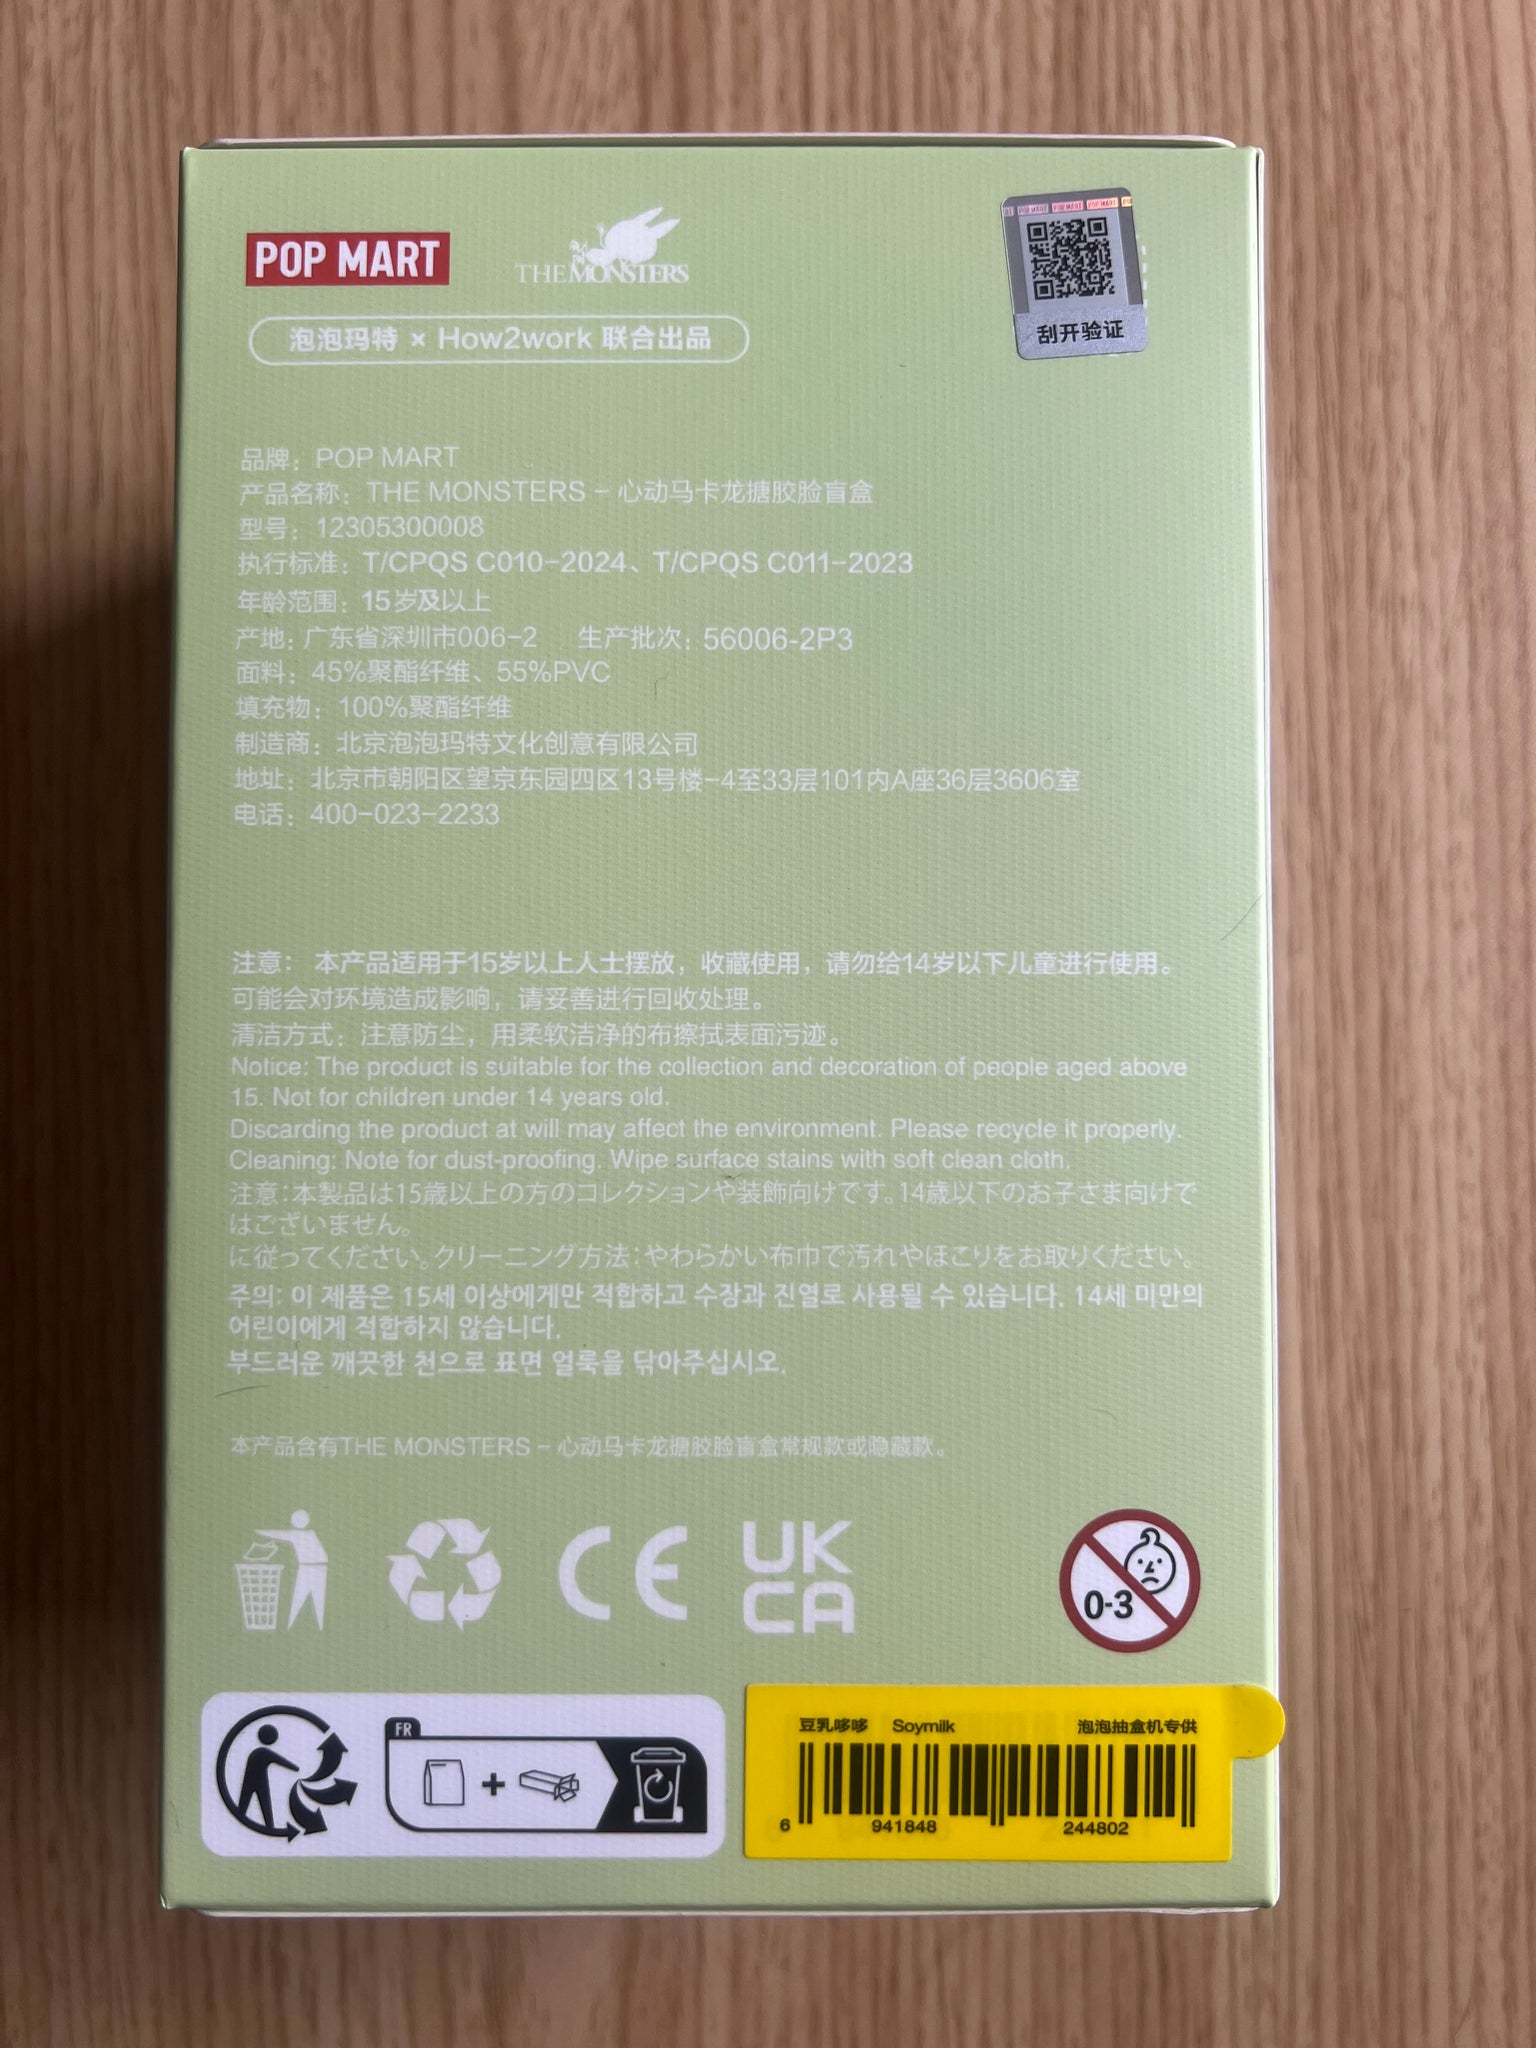 POP MART
THE MONSTERS
POP MART POP MART POP MART
刮开验证
泡泡玛特 × How2work 联合出品
品牌：POP MART
产品名称：THE MONSTERS – 心动马卡龙搪胶脸盲盒
型号：12305300008
执行标准：T/CPQS C010-2024、T/CPQS C011-2023
年龄范围：15岁及以上
产地：广东省深圳市006-2 生产批次：56006-2P3
面料：45%聚酯纤维、55%PVC
填充物：100%聚酯纤维
制造商：北京泡泡玛特文化创意有限公司
地址：北京市朝阳区望京东园四区13号楼-4至33层101内A座36层3606室
电话：400-023-2233
注意： 本产品适用于15岁以上人士摆放，收藏使用，请勿给14岁以下儿童进行使用。
可能会对环境造成影响，请妥善进行回收处理。
清洁方式：注意防尘，用柔软洁净的布擦拭表面污迹。
Notice: The product is suitable for the collection and decoration of people aged above
15. Not for children under 14 years old.
Discarding the product at will may affect the environment. Please recycle it properly.
Cleaning: Note for dust-proofing. Wipe surface stains with soft clean cloth.
注意：本製品は15歳以上の方のコレクションや装飾向けです。14歳以下のお子さま向けで
はございません。
に従ってください。クリーニング方法：やわらかい布巾で汚れやほこりをお取りください。
주의: 이 제품은 15세 이상에게만 적합하고 수장과 진열로 사용될 수 있습니다. 14세 미만의
어린이에게 적합하지 않습니다.
부드러운 깨끗한 천으로 표면 얼룩을 닦아주십시오.
本产品含有THE MONSTERS – 心动马卡龙搪胶脸盲盒常规款或隐藏款。
CE
UK
CA
0-3
FR
豆乳哆哆 Soymilk 泡泡抽盒机专供
6 941848 244802